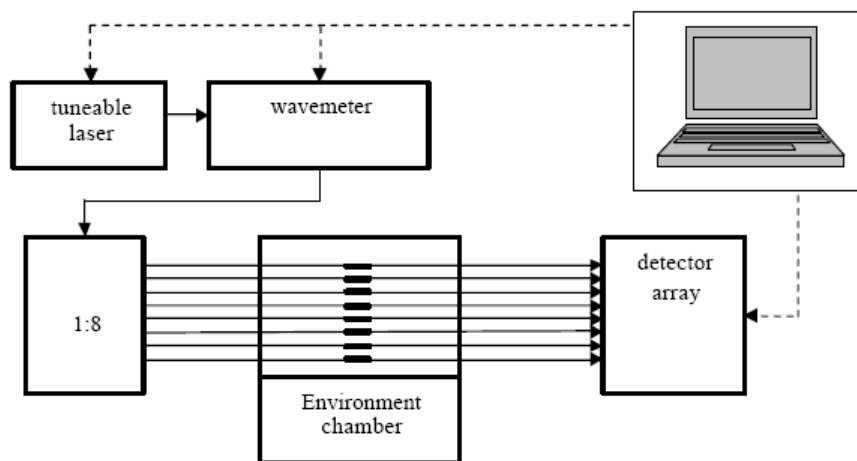 tuneable
laser
wavemeter
1:8
detector
array
Environment
chamber